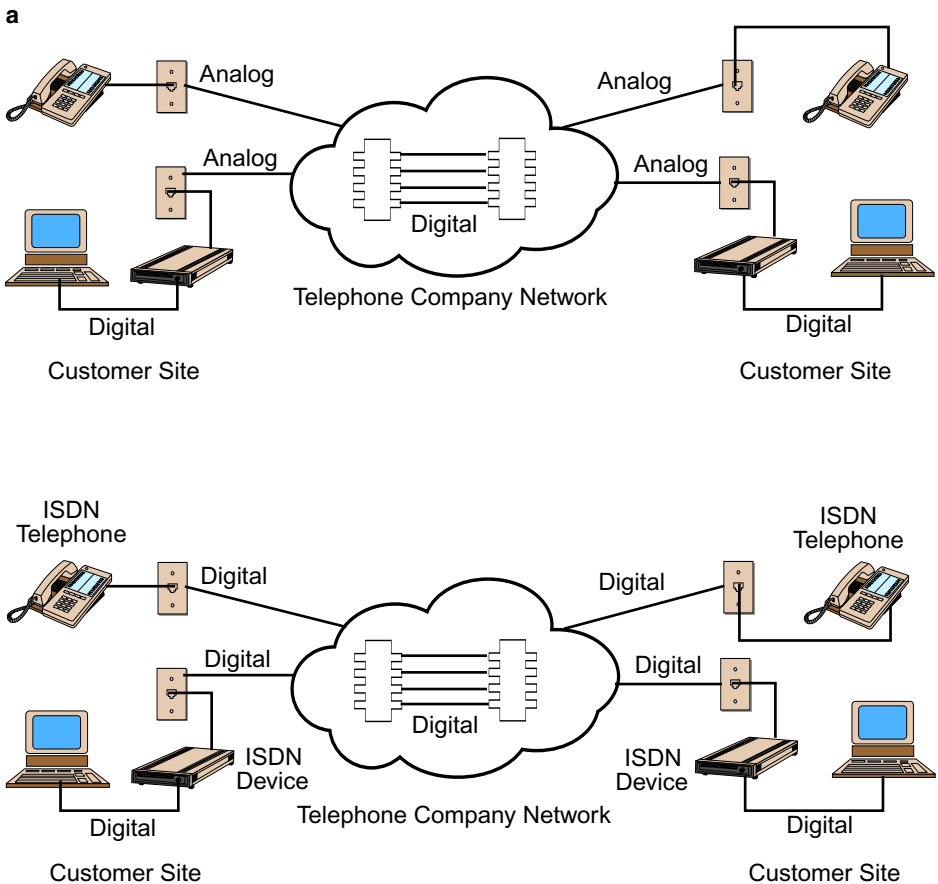 a
Analog
Analog
Analog
Analog
Digital
Telephone Company Network
Digital
Digital
Customer Site
Customer Site
ISDN
Telephone
ISDN
Telephone
Digital
Digital
Digital
Digital
Digital
ISDN
Device
ISDN
Device
Telephone Company Network
Digital
Digital
Customer Site
Customer Site